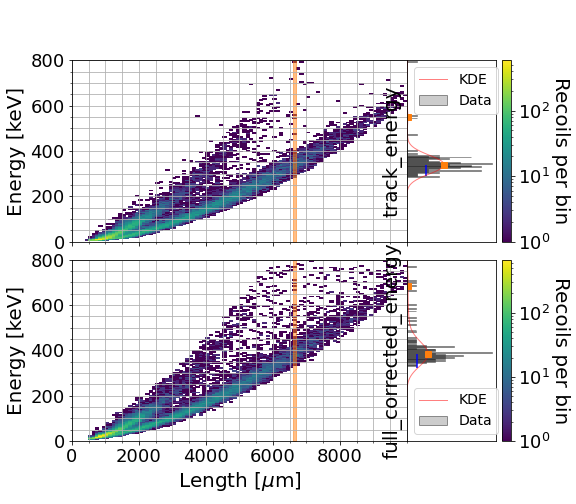 800
600
400
200
0
Energy [keV]
track_energy
KDE
Data
10²
10¹
10⁰
Recoils per bin
800
600
400
200
0
Energy [keV]
0
2000
4000
6000
8000
Length [μm]
full_corrected_energy
KDE
Data
10²
10¹
10⁰
Recoils per bin